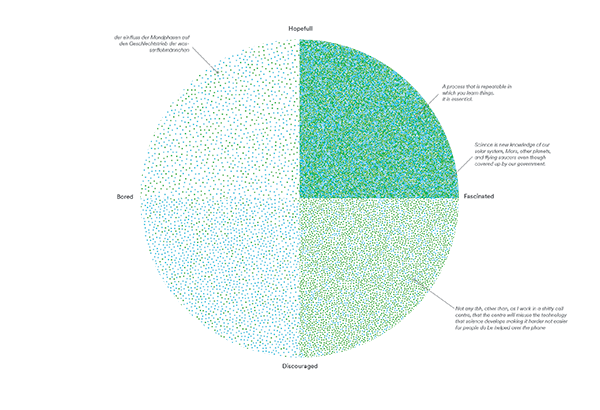 Hopefull
der einfluss der Mondphasen auf
den Geschlechtstrieb der
A process that is repeatable in
which you learn things.
It is essential.
Science is new knowledge of our
solar system, Mars, other planets,
and flying saucers even though
covered up by our government.
Bored
Fascinated
Not any tbh, other than, as I work in a shitty call
centre, that the centre will misuse the technology
that science develops making it harder not easier
for people do be helped over the phone
Discouraged